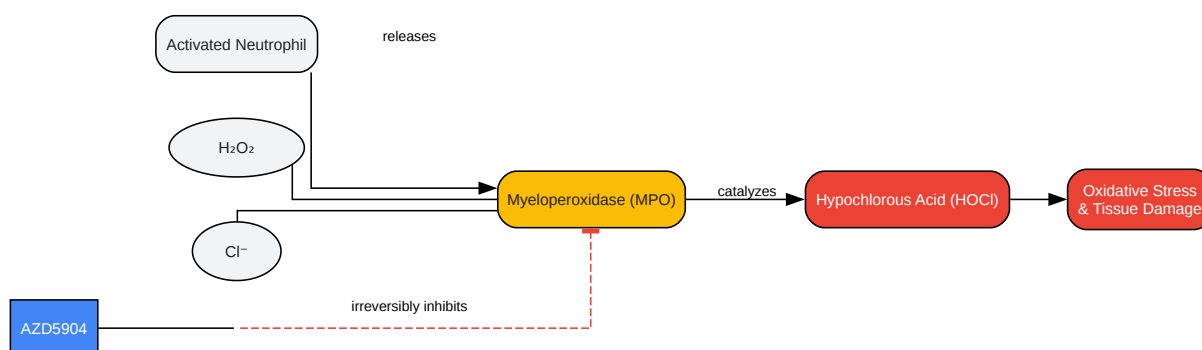 Activated Neutrophil
releases
H₂O₂
Myeloperoxidase (MPO)
catalyzes
Hypochlorous Acid (HOCl)
Oxidative Stress
& Tissue Damage
Cl⁻
irreversibly inhibits
AZD5904